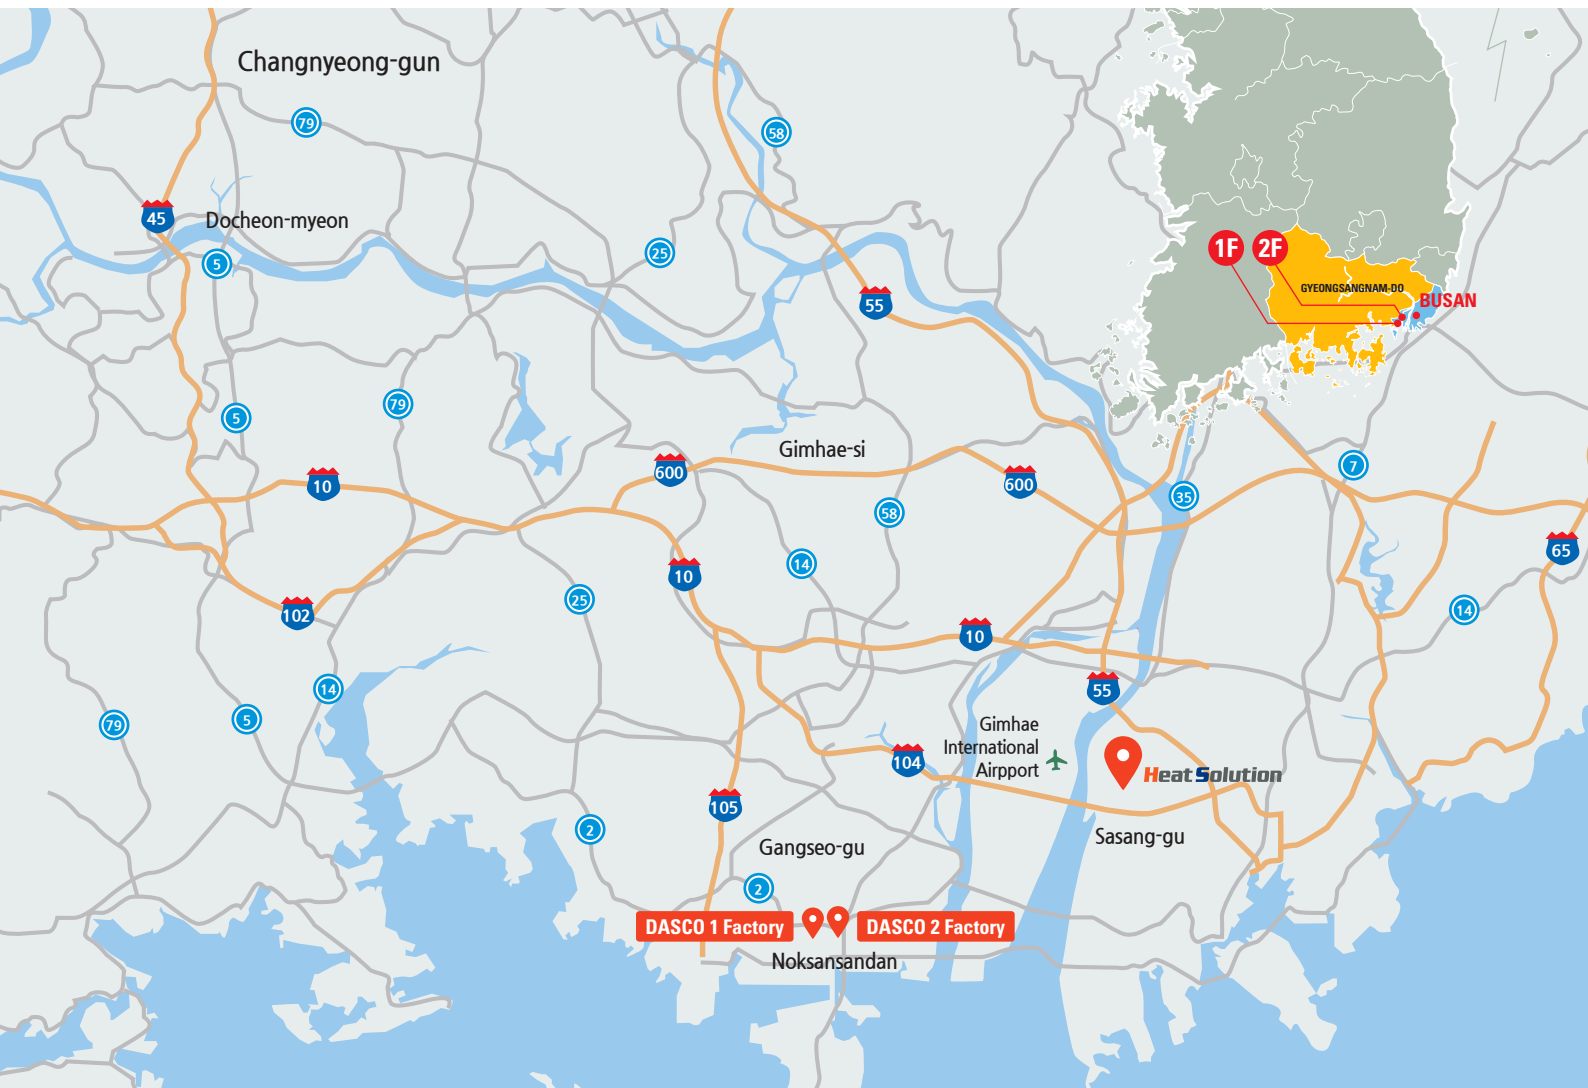 Changnyeong-gun
79
58
45
Docheon-myeon
5
25
55
1F
2F
GYEONGSANGNAM-DO
BUSAN
5
79
10
600
Gimhae-si
600
58
35
7
65
10
14
25
102
10
14
14
5
79
55
Gimhae
International
Airpport
104
Heat Solution
105
2
Gangseo-gu
Sasang-gu
2
DASCO 1 Factory
DASCO 2 Factory
Noksansandan